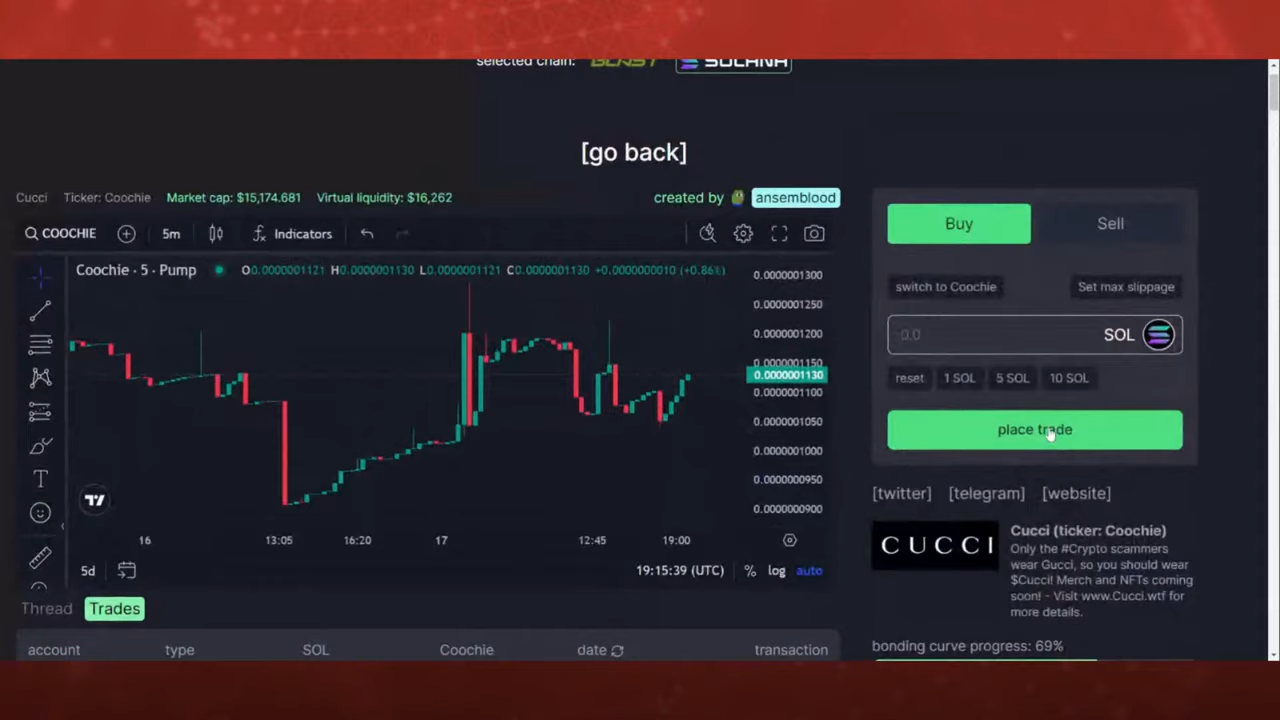 selected chain: BLAST SOLANA
[go back]
Cucci Ticker: Coochie Market cap: $15,174.681 Virtual liquidity: $16,262 created by ansemblood
COOCHIE 5m Indicators
Coochie · 5 · Pump O0.0000001121 H0.0000001130 L0.0000001121 C0.0000001130 +0.0000000010 (+0.86%)
0.0000001300
0.0000001250
0.0000001200
0.0000001150
0.0000001130
0.0000001100
0.0000001050
0.0000001000
0.0000000950
0.0000000900
16 13:05 16:20 17 12:45 19:00
5d 19:15:39 (UTC) % log auto
Thread Trades
account type SOL Coochie date transaction
Buy Sell
switch to Coochie Set max slippage
0.0 SOL
reset 1 SOL 5 SOL 10 SOL
place trade
[twitter] [telegram] [website]
CUCCI
Cucci (ticker: Coochie)
Only the #Crypto scammers
wear Gucci, so you should wear
$Cucci! Merch and NFTs coming
soon! - Visit www.Cucci.wtf for
more details.
bonding curve progress: 69%